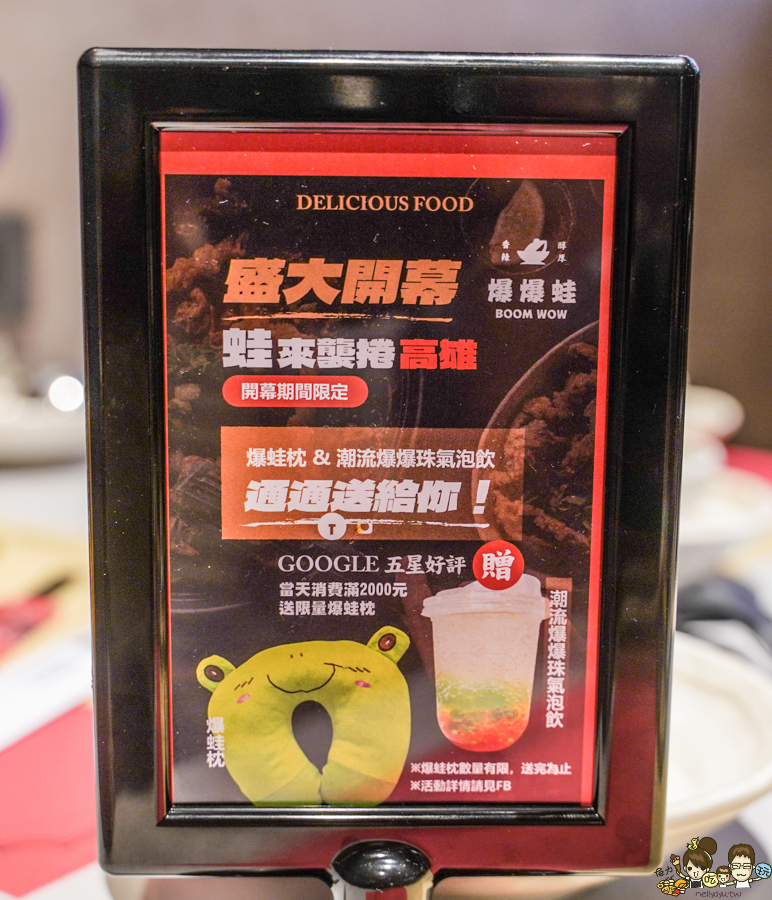 DELICIOUS FOOD
香辣
醇厚
爆爆蛙
BOOM WOW
盛大開幕
蛙來襲捲高雄
開幕期間限定
爆蛙枕 & 潮流爆爆珠氣泡飲
通通送給你！
T
GOOGLE 五星好評 贈
當天消費滿2000元
送限量爆蛙枕
潮流爆爆珠氣泡飲
爆蛙枕
※爆蛙枕數量有限，送完為止
※活動詳情請見FB
吃
玩
nellydyu.tw